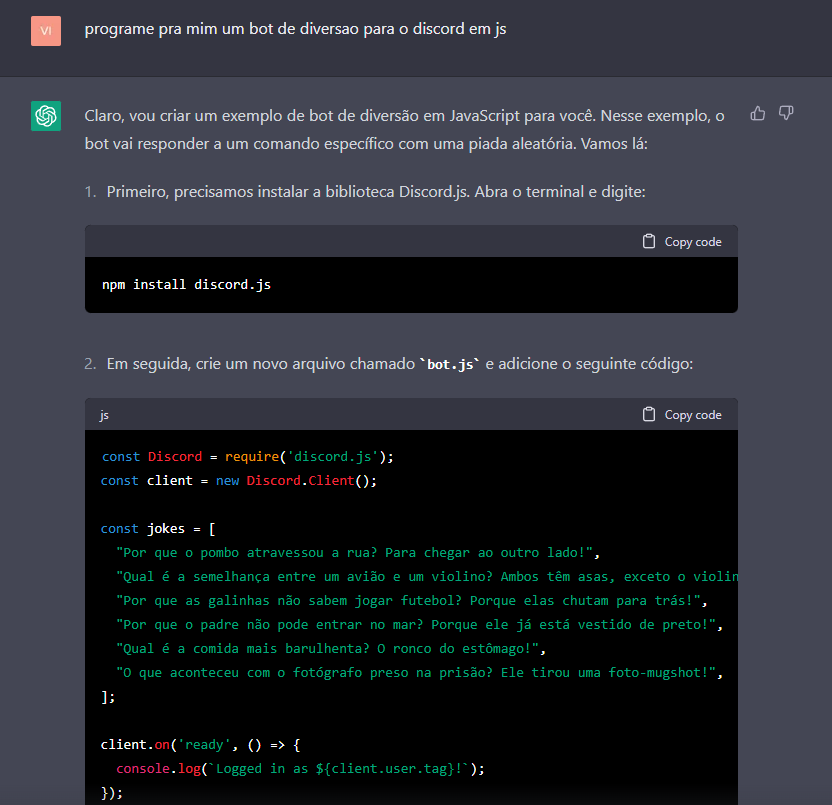 VI
programe pra mim um bot de diversao para o discord em js
Claro, vou criar um exemplo de bot de diversão em JavaScript para você. Nesse exemplo, o
bot vai responder a um comando específico com uma piada aleatória. Vamos lá:
1. Primeiro, precisamos instalar a biblioteca Discord.js. Abra o terminal e digite:
Copy code
npm install discord.js
2. Em seguida, crie um novo arquivo chamado `bot.js` e adicione o seguinte código:
js
Copy code
const Discord = require('discord.js');
const client = new Discord.Client();
const jokes = [
"Por que o pombo atravessou a rua? Para chegar ao outro lado!",
"Qual é a semelhança entre um avião e um violino? Ambos têm asas, exceto o violin
"Por que as galinhas não sabem jogar futebol? Porque elas chutam para trás!",
"Por que o padre não pode entrar no mar? Porque ele já está vestido de preto!",
"Qual é a comida mais barulhenta? O ronco do estômago!",
"O que aconteceu com o fotógrafo preso na prisão? Ele tirou uma foto-mugshot!",
];
client.on('ready', () => {
console.log(`Logged in as ${client.user.tag}!`);
});